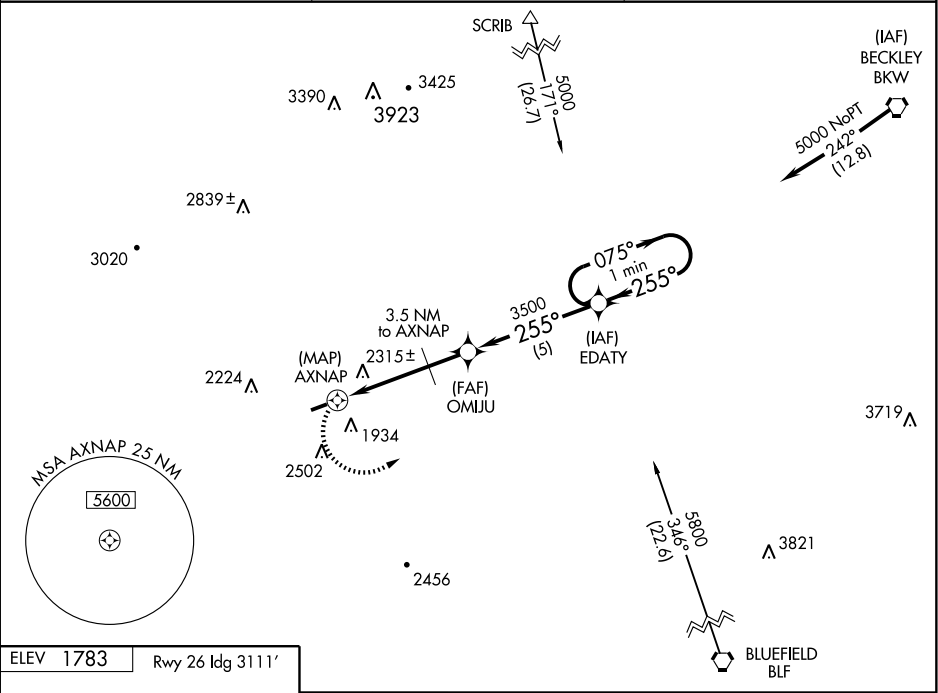 SCRIB
5000
171°
(26.7)
(IAF)
BECKLEY
BKW
5000 NoPT
242°
(12.8)
3390
3923
3425
2839±
3020
075°
1 min
255°
3500
255°
(5)
(IAF)
EDATY
3.5 NM
to AXNAP
(MAP)
AXNAP
2315±
(FAF)
OMIJU
2224
1934
2502
3719
MSA AXNAP 25 NM
5600
5800
346°
(22.6)
3821
2456
BLUEFIELD
BLF
ELEV 1783
Rwy 26 ldg 3111'